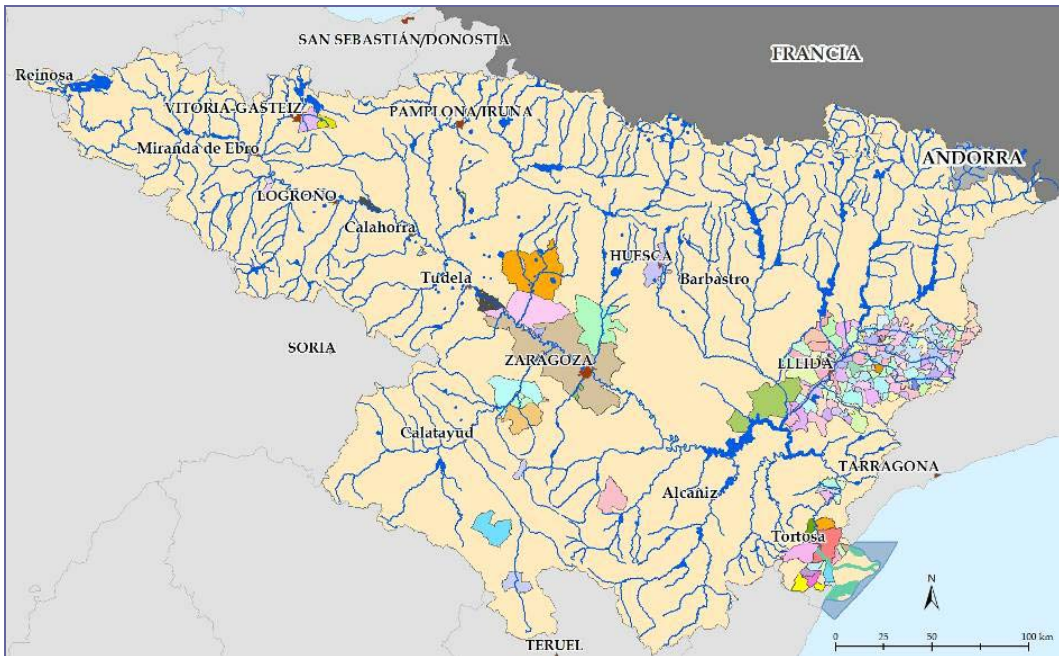 SAN SEBASTIÁN/DONOSTIA
FRANCIA
Reinosa
VITORIA-GASTEIZ
PAMPLONA/IRUÑA
Miranda de Ebro
ANDORRA
LOGROÑO
Calahorra
HUESCA
Barbastro
Tudela
SORIA
ZARAGOZA
LLEIDA
Calatayud
TARRAGONA
Alcañiz
Tortosa
N
TERUEL
0 25 50 100 km